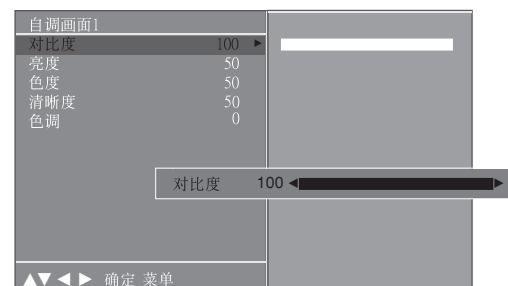 自调画面1
对比度 100 ►
亮度 50
色度 50
清晰度 50
色调 0
对比度 100 ◄ ►
▲▼◄► 确定 菜单